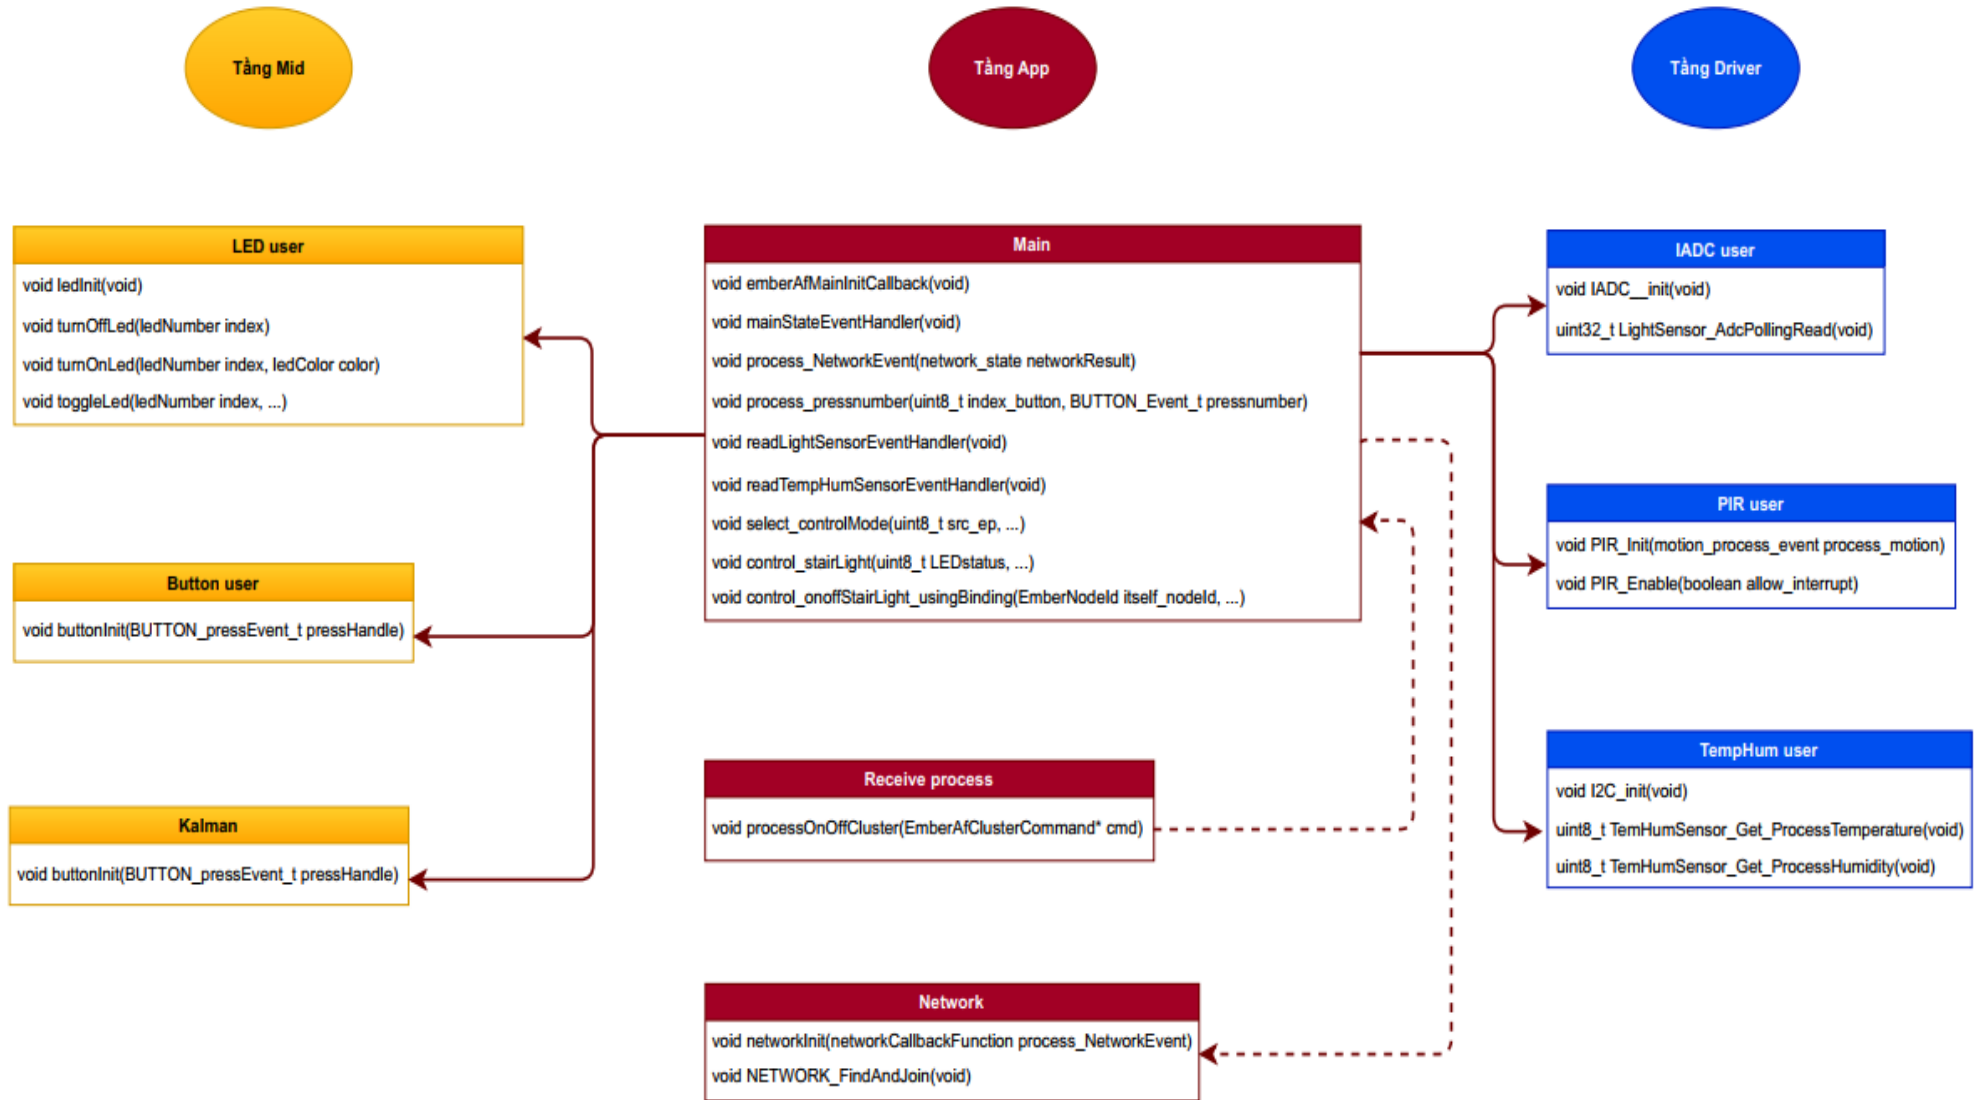 Tầng Mid
Tầng App
Tầng Driver
LED user
void ledInit(void)
void turnOffLed(ledNumber index)
void turnOnLed(ledNumber index, ledColor color)
void toggleLed(ledNumber index, ...)
Button user
void buttonInit(BUTTON_pressEvent_t pressHandle)
Kalman
void buttonInit(BUTTON_pressEvent_t pressHandle)
Main
void emberAfMainInitCallback(void)
void mainStateEventHandler(void)
void process_NetworkEvent(network_state networkResult)
void process_pressnumber(uint8_t index_button, BUTTON_Event_t pressnumber)
void readLightSensorEventHandler(void)
void readTempHumSensorEventHandler(void)
void select_controlMode(uint8_t src_ep, ...)
void control_stairLight(uint8_t LEDstatus, ...)
void control_onoffStairLight_usingBinding(EmberNodeId itself_nodeId, ...)
Receive process
void processOnOffCluster(EmberAfClusterCommand* cmd)
Network
void networkInit(networkCallbackFunction process_NetworkEvent)
void NETWORK_FindAndJoin(void)
IADC user
void IADC__init(void)
uint32_t LightSensor_AdcPollingRead(void)
PIR user
void PIR_Init(motion_process_event process_motion)
void PIR_Enable(boolean allow_interrupt)
TempHum user
void I2C_init(void)
uint8_t TemHumSensor_Get_ProcessTemperature(void)
uint8_t TemHumSensor_Get_ProcessHumidity(void)